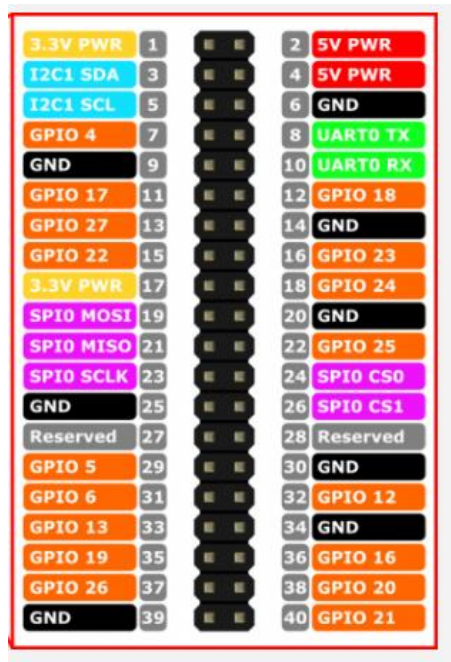 3.3V PWR 1 2 5V PWR
I2C1 SDA 3 4 5V PWR
I2C1 SCL 5 6 GND
GPIO 4 7 8 UART0 TX
GND 9 10 UART0 RX
GPIO 17 11 12 GPIO 18
GPIO 27 13 14 GND
GPIO 22 15 16 GPIO 23
3.3V PWR 17 18 GPIO 24
SPI0 MOSI 19 20 GND
SPI0 MISO 21 22 GPIO 25
SPI0 SCLK 23 24 SPI0 CS0
GND 25 26 SPI0 CS1
Reserved 27 28 Reserved
GPIO 5 29 30 GND
GPIO 6 31 32 GPIO 12
GPIO 13 33 34 GND
GPIO 19 35 36 GPIO 16
GPIO 26 37 38 GPIO 20
GND 39 40 GPIO 21